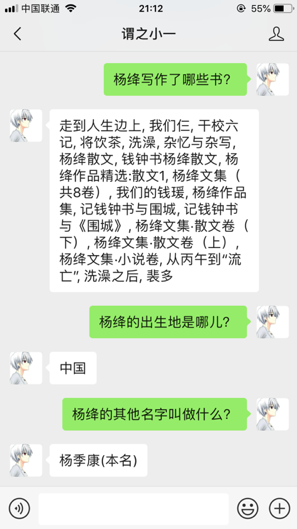 中国联通 21:12 55%
谓之小一
杨绛写作了哪些书?
走到人生边上, 我们仨, 干校六
记, 将饮茶, 洗澡, 杂忆与杂写,
杨绛散文, 钱钟书杨绛散文, 杨
绛作品精选:散文1, 杨绛文集（
共8卷）, 我们的钱瑗, 杨绛作品
集, 记钱钟书与围城, 记钱钟书
与《围城》, 杨绛文集·散文卷（
下）, 杨绛文集·散文卷（上）,
杨绛文集·小说卷, 从丙午到“流
亡”, 洗澡之后, 裴多
杨绛的出生地是哪儿?
中国
杨绛的其他名字叫做什么?
杨季康(本名)